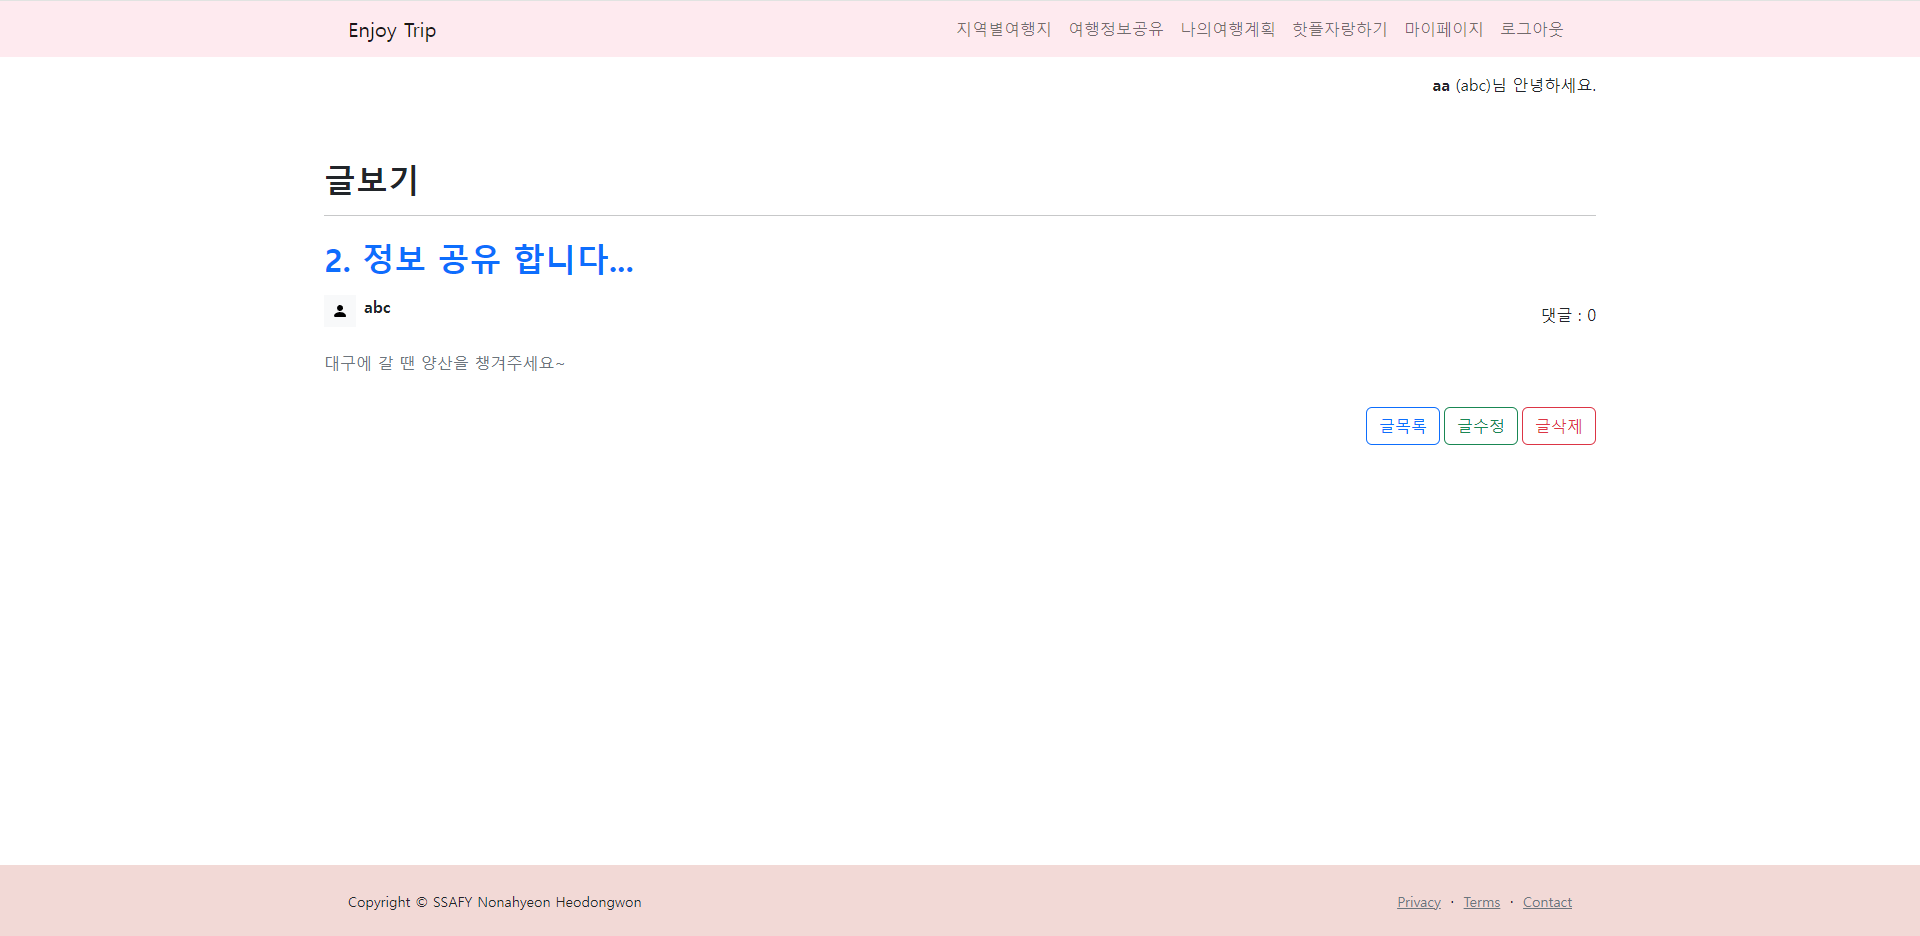 Enjoy Trip 지역별여행지 여행정보공유 나의여행계획 핫플자랑하기 마이페이지 로그아웃
aa (abc)님 안녕하세요.
글보기
2. 정보 공유 합니다...
abc
댓글 : 0
대구에 갈 땐 양산을 챙겨주세요~
글목록 글수정 글삭제
Copyright © SSAFY Nonahyeon Heodongwon Privacy · Terms · Contact